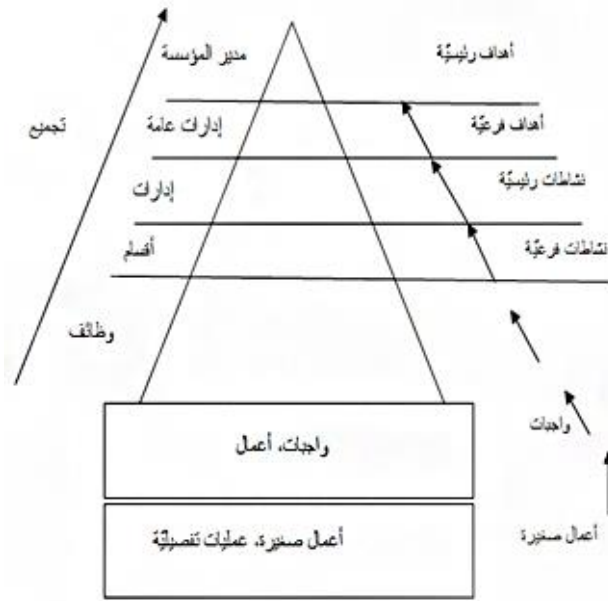 أهداف رئيسيّة
مدير المؤسسة
أهداف فرعيّة
إدارات عامة
تجميع
نشاطات رئيسيّة
إدارات
نشاطات فرعيّة
أقسام
وظائف
واجبات
واجبات، أعمال
أعمال صغيرة
أعمال صغيرة، عمليات تفصيليّة